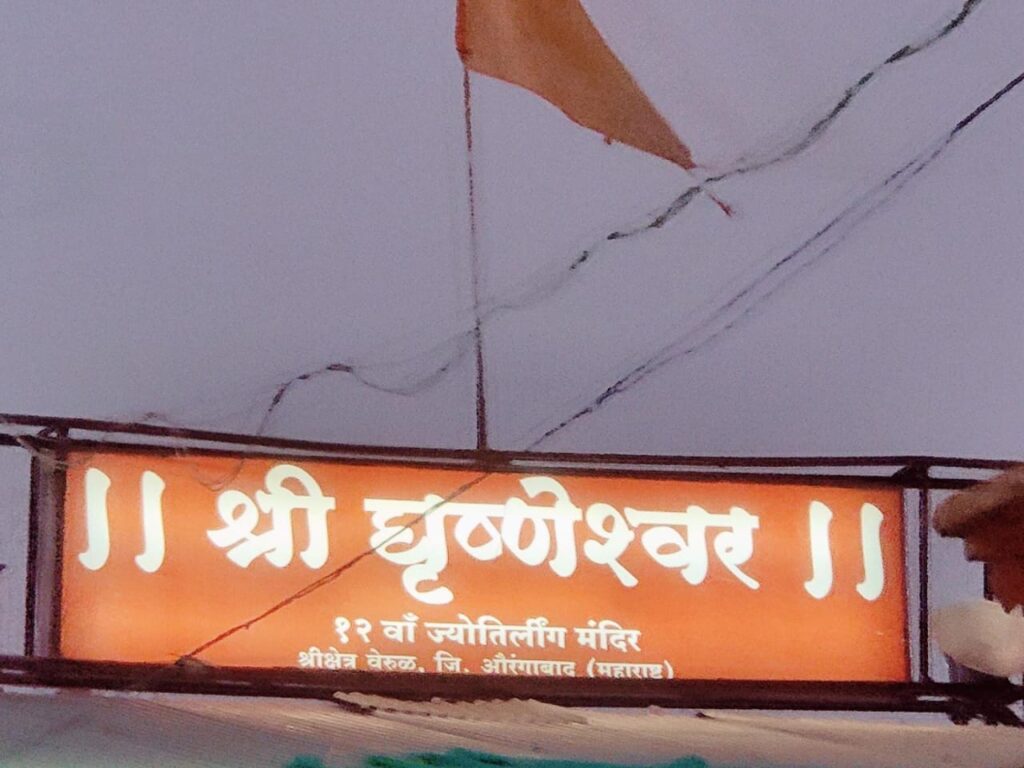 || श्री घृष्णेश्वर ||
१२ वाँ ज्योतिर्लींग मंदिर
श्रीक्षेत्र वेरुळ, जि. औरंगाबाद (महाराष्ट्र)